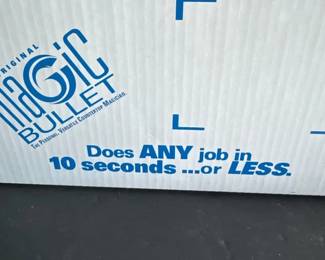 ORIGINAL
MAGIC
BULLET
THE PERSONAL, VERSATILE COUNTERTOP MAGICIAN.
Does ANY job in
10 seconds ...or LESS.